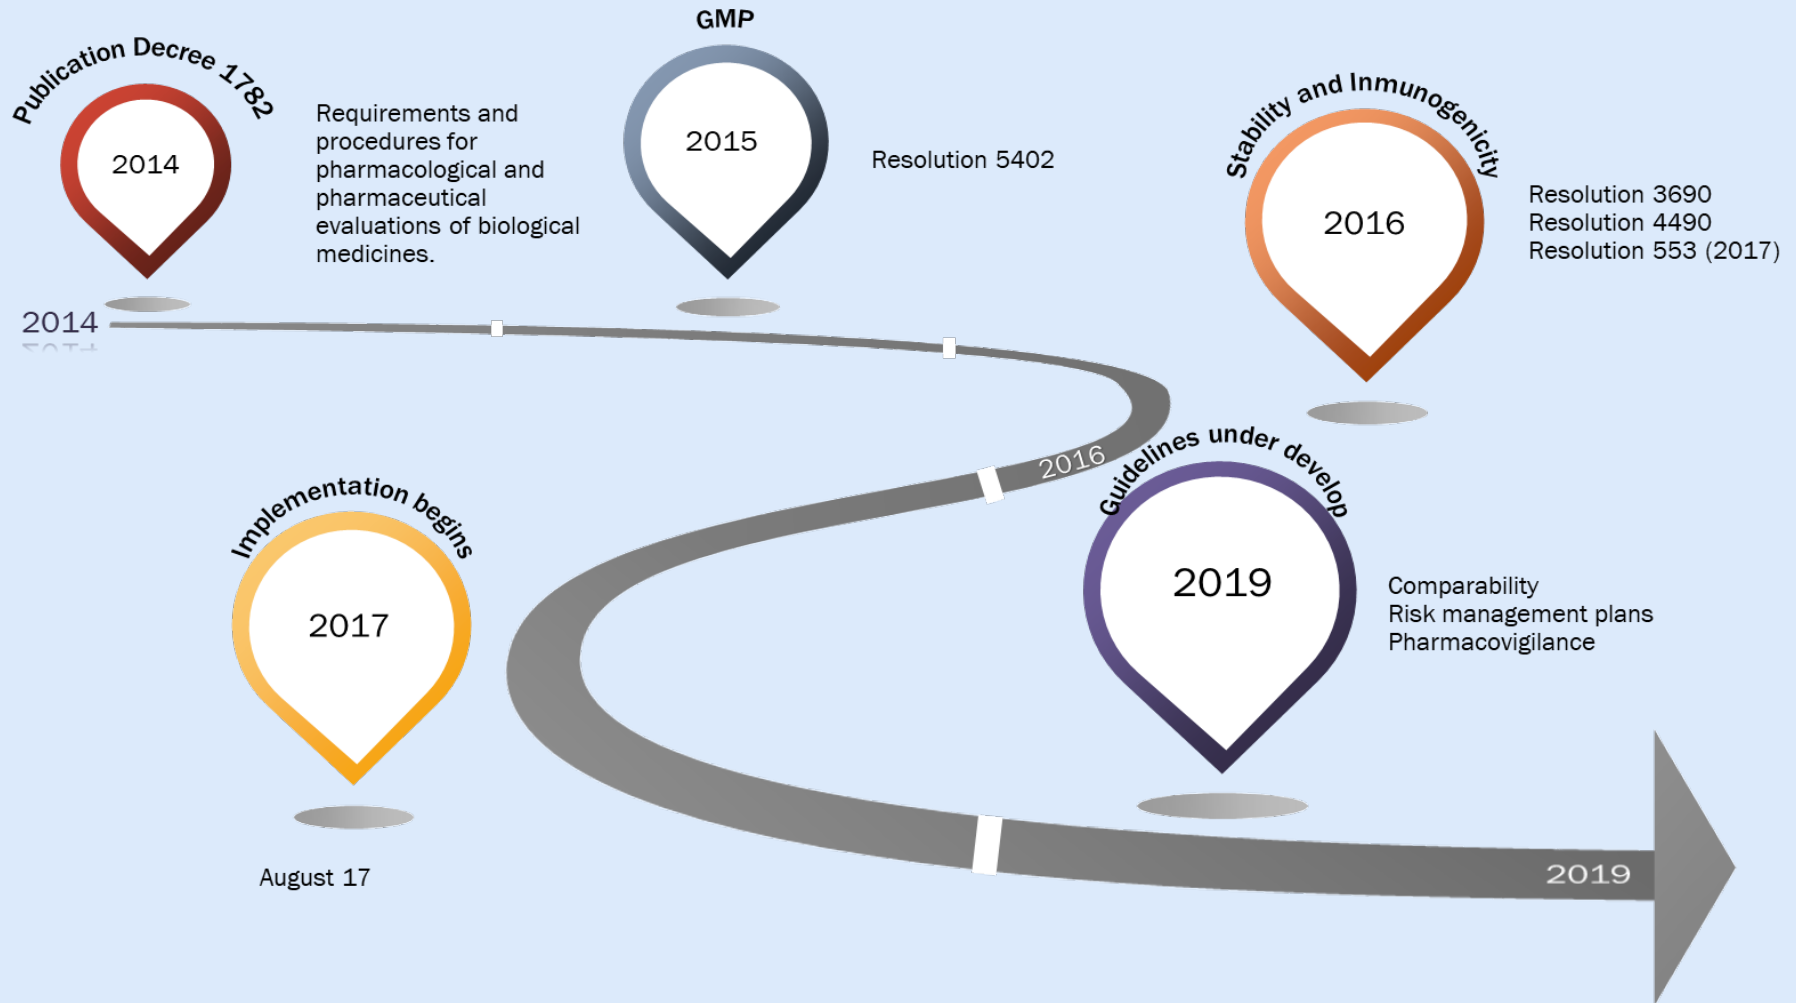 Publication Decree 1782
2014
Requirements and
procedures for
pharmacological and
pharmaceutical
evaluations of biological
medicines.
GMP
2015
Resolution 5402
Stability and Inmunogenicity
2016
Resolution 3690
Resolution 4490
Resolution 553 (2017)
2014
2016
Implementation begins
2017
August 17
Guidelines under develop
2019
Comparability
Risk management plans
Pharmacovigilance
2019